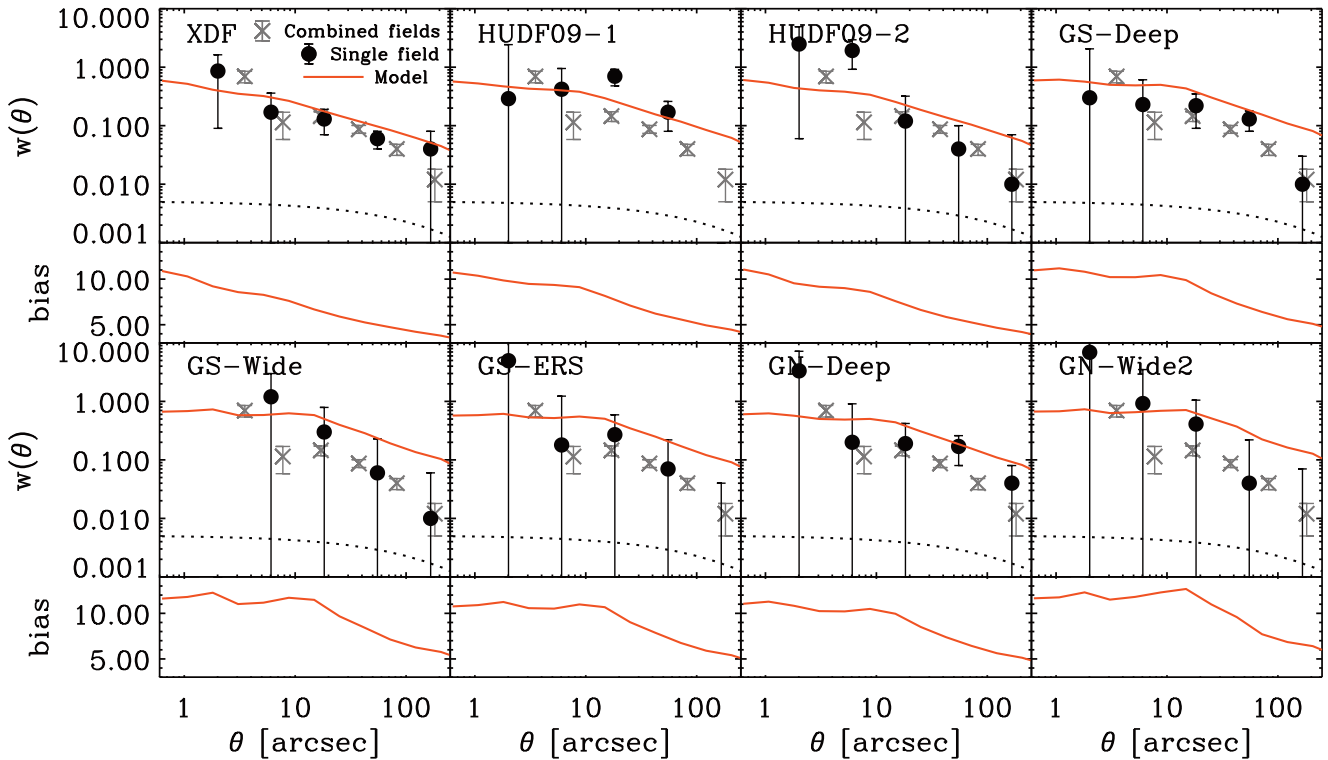 XDF
Combined fields
Single field
Model
HUDF09-1
HUDF09-2
GS-Deep
10.000
1.000
0.100
0.010
0.001
w(θ)
10.00
5.00
bias
GS-Wide
GS-ERS
GN-Deep
GN-Wide2
10.000
1.000
0.100
0.010
0.001
w(θ)
10.00
5.00
bias
1 10 100 1 10 100 1 10 100 1 10 100
θ [arcsec] θ [arcsec] θ [arcsec] θ [arcsec]